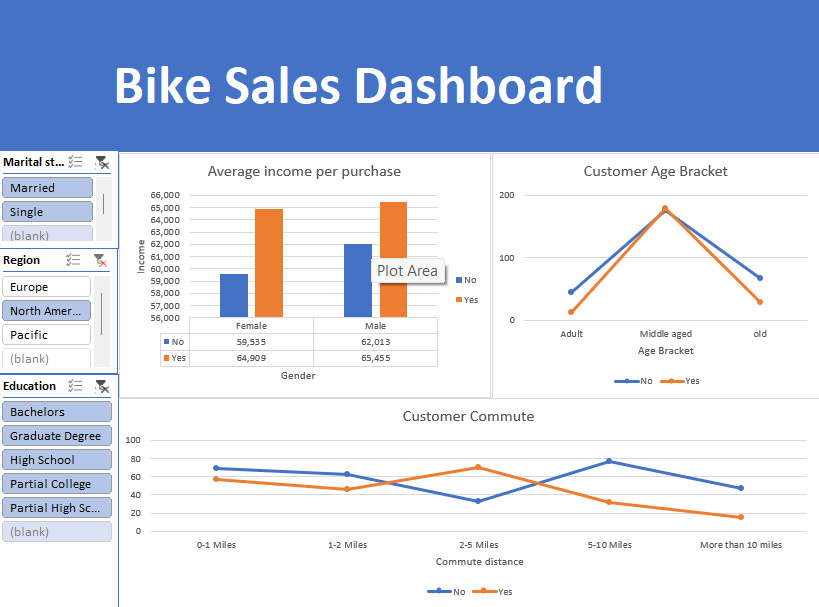 Bike Sales Dashboard
Marital st...
Married
Single
(blank)
Region
Europe
North Amer...
Pacific
(blank)
Education
Bachelors
Graduate Degree
High School
Partial College
Partial High Sc...
(blank)
Average income per purchase
66,000
65,000
64,000
63,000
62,000
61,000
60,000
59,000
58,000
57,000
56,000
Income
Plot Area
No
Yes
Female Male
No 59,535 62,013
Yes 64,909 65,455
Gender
Customer Age Bracket
200
100
0
Adult Middle aged old
Age Bracket
No Yes
Customer Commute
100
80
60
40
20
0
0-1 Miles 1-2 Miles 2-5 Miles 5-10 Miles More than 10 miles
Commute distance
No Yes